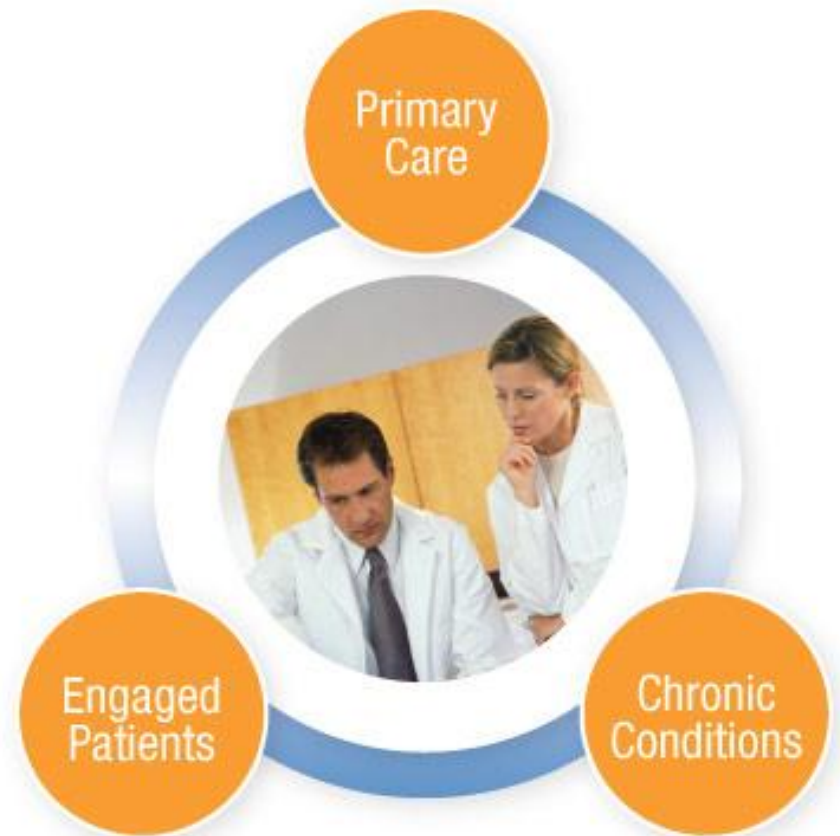 Primary
Care
Engaged
Patients
Chronic
Conditions